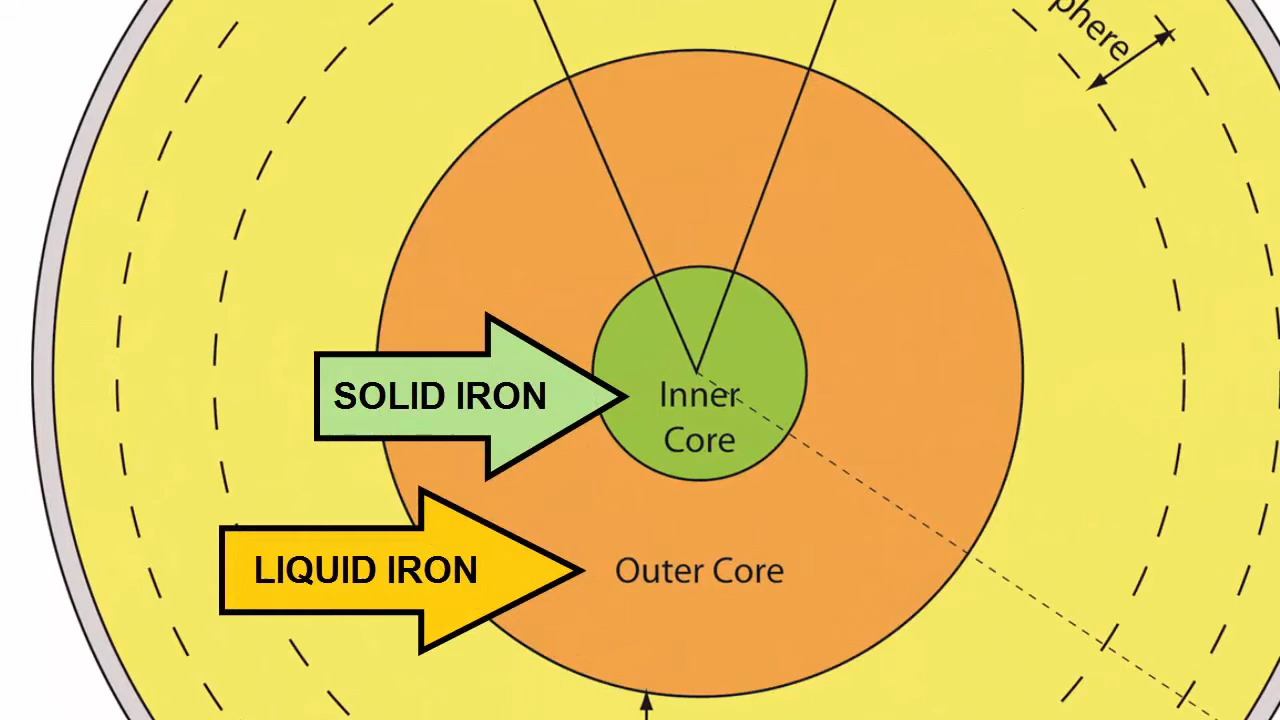 phere
SOLID IRON
Inner
Core
LIQUID IRON
Outer Core